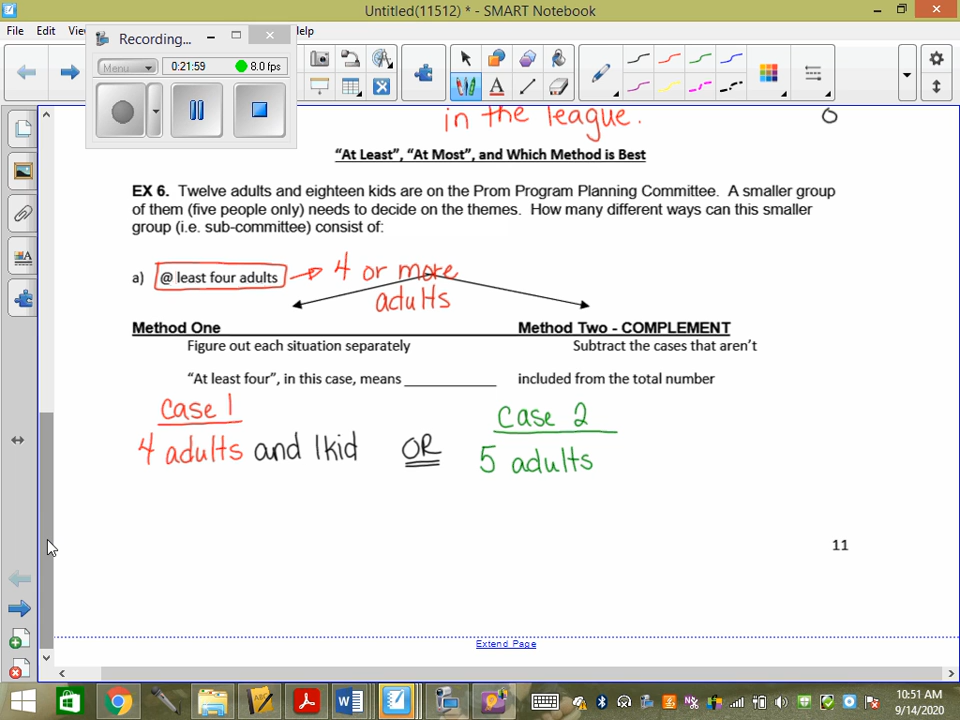 Untitled(11512) * - SMART Notebook
File Edit Vie
elp
Recording...
Menu 0:21:59 8.0 fps
in the league.
"At Least", "At Most", and Which Method is Best
EX 6. Twelve adults and eighteen kids are on the Prom Program Planning Committee. A smaller group
of them (five people only) needs to decide on the themes. How many different ways can this smaller
group (i.e. sub-committee) consist of:
a) @ least four adults
4 or more
adults
Method One Method Two - COMPLEMENT
Figure out each situation separately Subtract the cases that aren't
"At least four", in this case, means __________ included from the total number
Case 1 Case 2
4 adults and 1 kid OR 5 adults
11
Extend Page
10:51 AM
9/14/2020